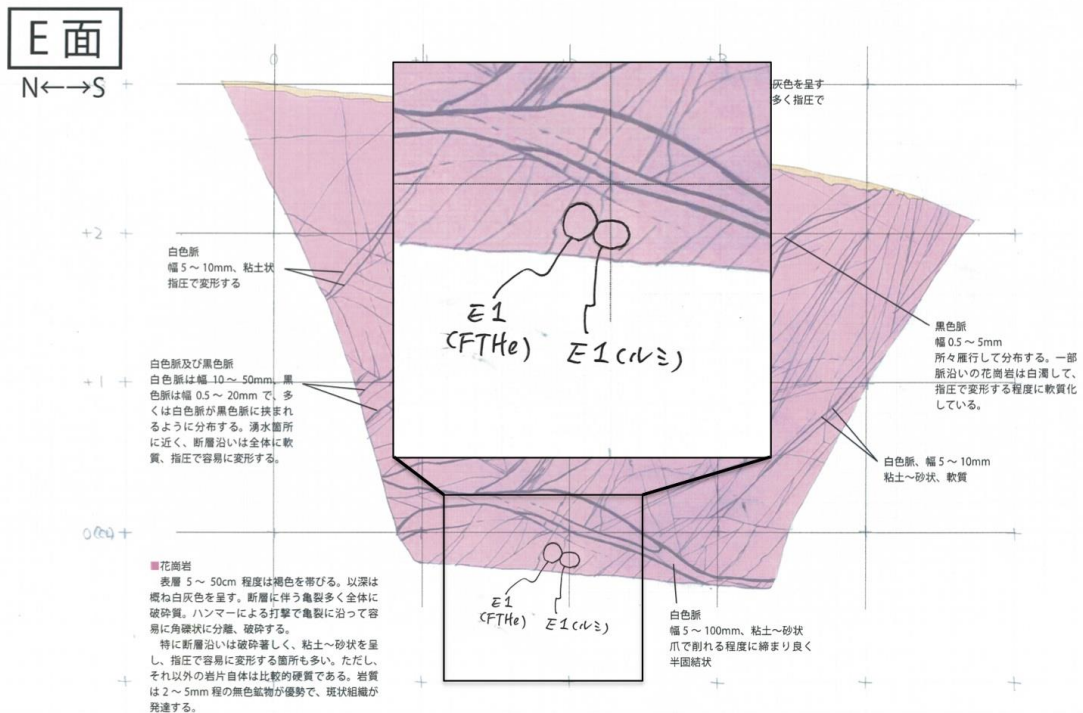 E 面
N←→S
0
+1
+3
+2
+1
0
灰色を呈す
多く指圧で
白色脈
幅 5 ～ 10mm、粘土状
指圧で変形する
白色脈及び黒色脈
白色脈は幅 10 ～ 50mm、黒
色脈は幅 0.5 ～ 20mm で、多
くは白色脈が黒色脈に挟まれ
るように分布する。湧水箇所
に近く、断層沿いは全体に軟
質、指圧で容易に変形する。
E1
(FTHe)
E1(ルミ)
黒色脈
幅 0.5 ～ 5mm
所々雁行して分布する。一部
脈沿いの花崗岩は白濁して、
指圧で変形する程度に軟質化
している。
白色脈、幅 5 ～ 10mm
粘土～砂状、軟質
■花崗岩
表層 5 ～ 50cm 程度は褐色を帯びる。以深は
概ね白灰色を呈す。断層に伴う亀裂多く全体に
破砕質。ハンマーによる打撃で亀裂に沿って容
易に角礫状に分離、破砕する。
特に断層沿いは破砕著しく、粘土～砂状を呈
し、指圧で容易に変形する箇所も多い。ただし、
それ以外の岩片自体は比較的硬質である。岩質
は 2 ～ 5mm 程の無色鉱物が優勢で、斑状組織が
発達する。
E1
(FTHe)
E1(ルミ)
白色脈
幅 5 ～ 100mm、粘土～砂状
爪で削れる程度に締まり良く
半固結状